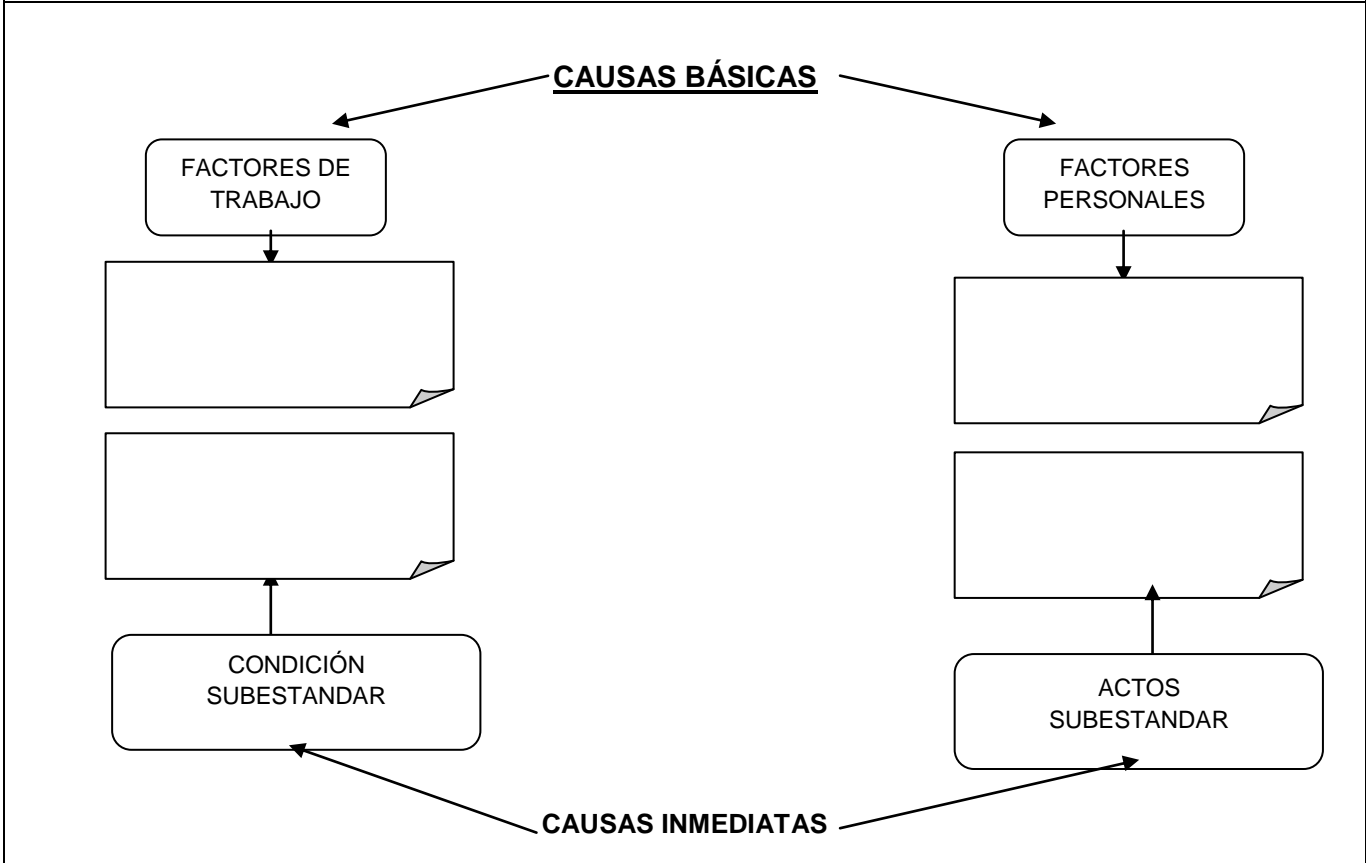 CAUSAS BÁSICAS
FACTORES DE
TRABAJO
FACTORES
PERSONALES
CONDICIÓN
SUBESTANDAR
ACTOS
SUBESTANDAR
CAUSAS INMEDIATAS